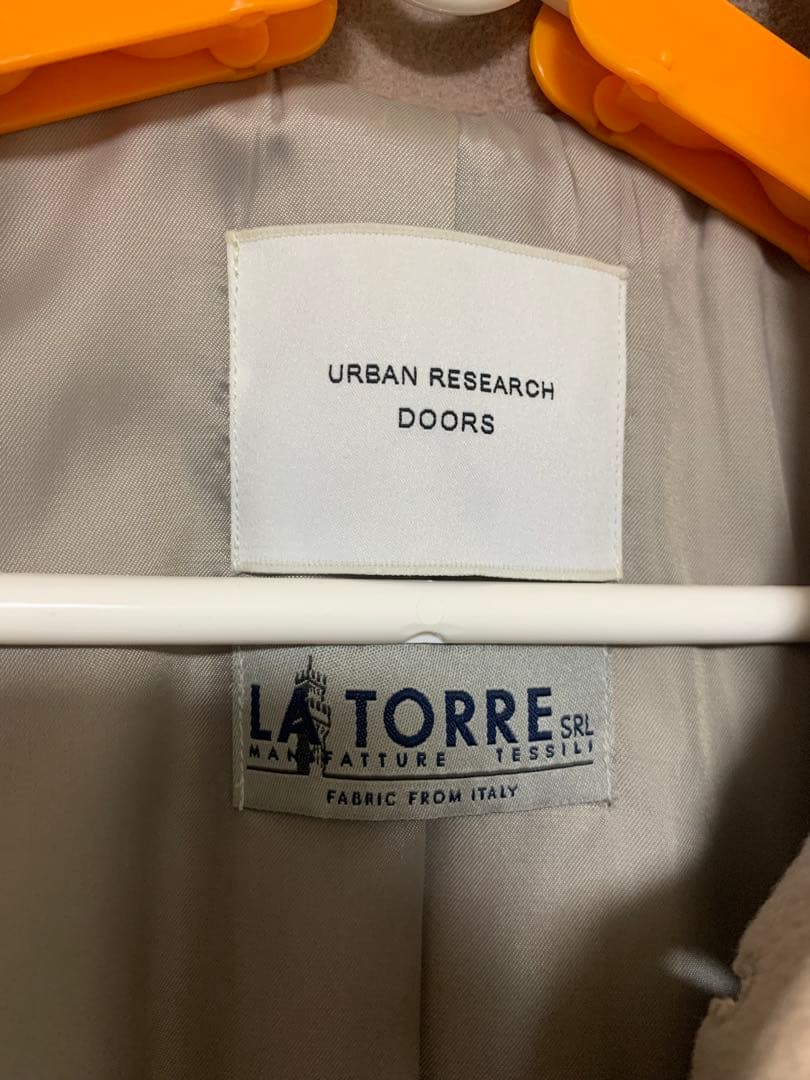 URBAN RESEARCH
DOORS
LA TORRE SRL
MANIFATTURE TESSILI
FABRIC FROM ITALY